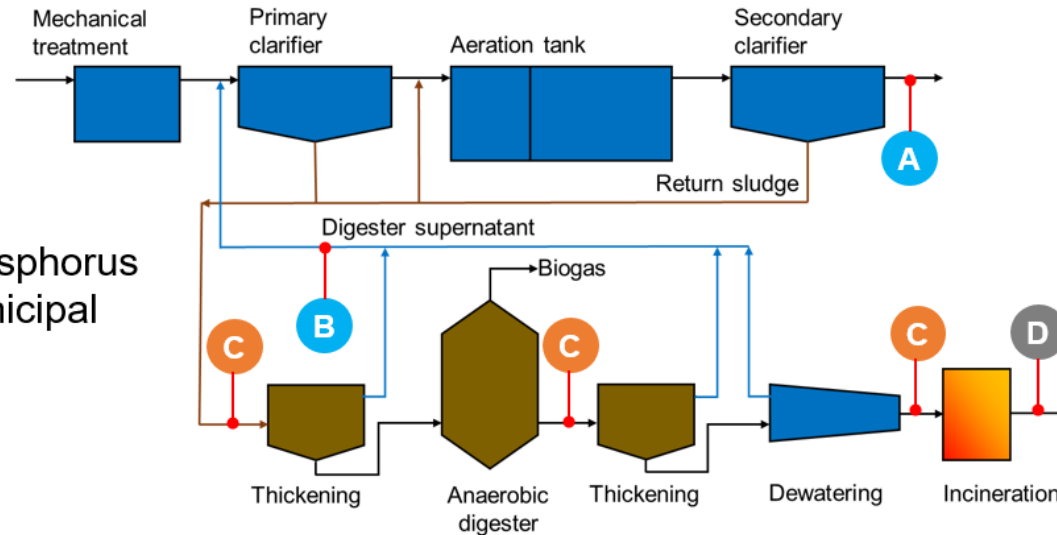 Mechanical
treatment
Primary
clarifier
Aeration tank
Secondary
clarifier
A
Return sludge
Digester supernatant
sphorus
nicipal
Biogas
B
C
C
C
D
Thickening
Anaerobic
digester
Thickening
Dewatering
Incineration